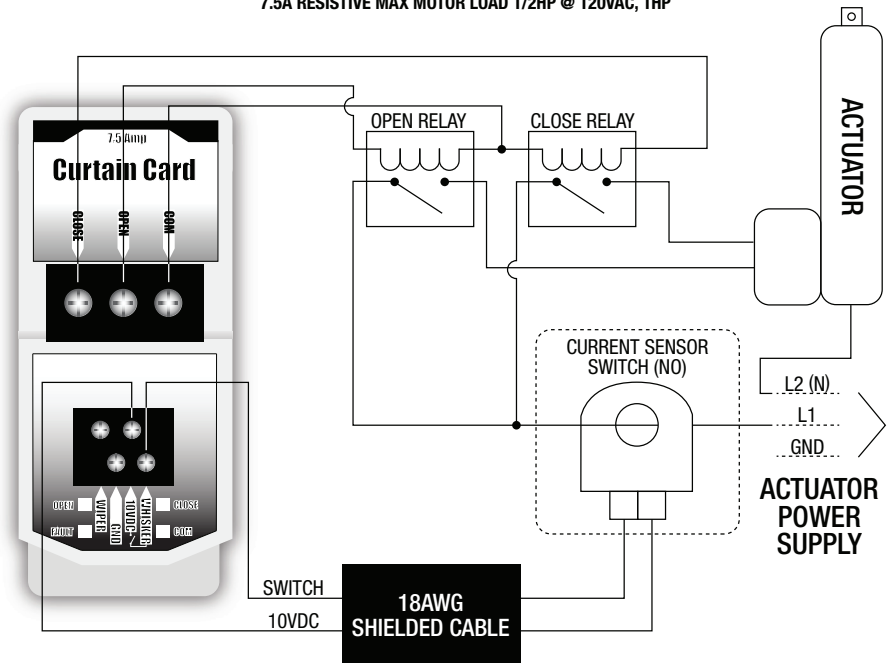 7.5A RESISTIVE MAX MOTOR LOAD 1/2HP @ 120VAC, 1HP
7.5 Amp
Curtain Card
CLOSE
OPEN
COM
OPEN RELAY
CLOSE RELAY
ACTUATOR
CURRENT SENSOR
SWITCH (NO)
L2 (N)
L1
GND
ACTUATOR
POWER
SUPPLY
OPEN
FAULT
WIPER
GND
10VDC
WHISKER
CLOSE
COM
SWITCH
10VDC
18AWG
SHIELDED CABLE